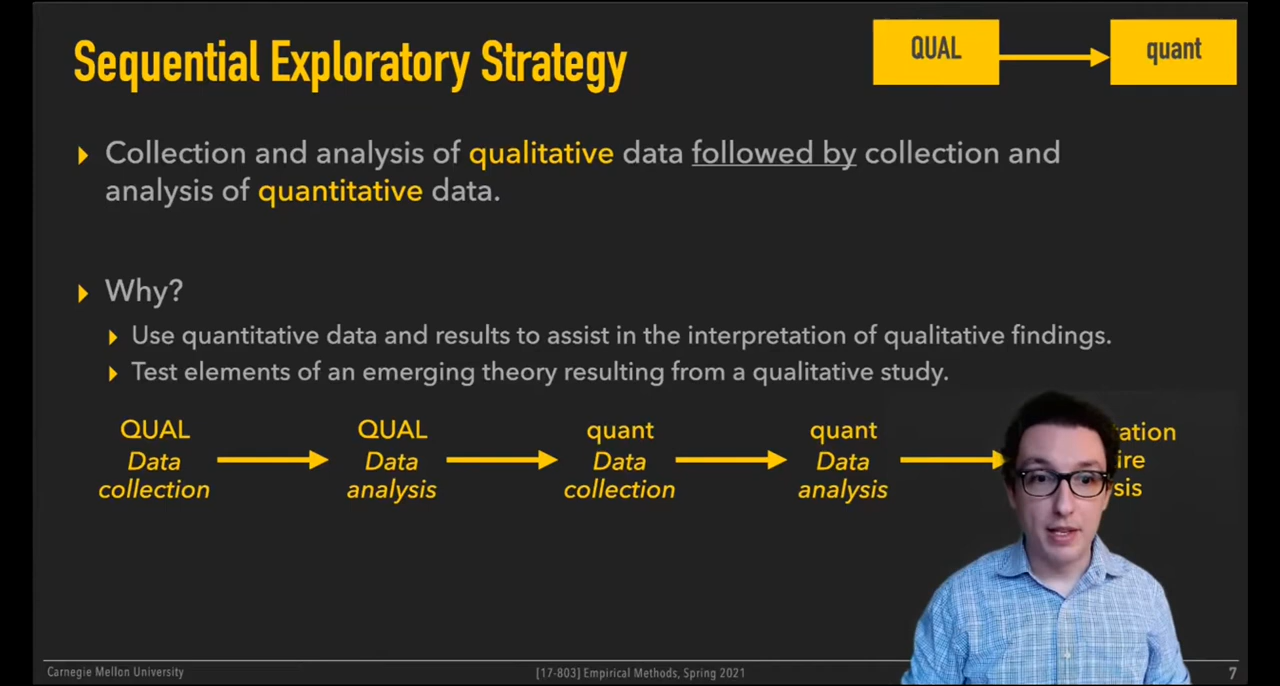 Sequential Exploratory Strategy
QUAL
quant
Collection and analysis of qualitative data followed by collection and
analysis of quantitative data.
Why?
Use quantitative data and results to assist in the interpretation of qualitative findings.
Test elements of an emerging theory resulting from a qualitative study.
QUAL
Data
collection
QUAL
Data
analysis
quant
Data
collection
quant
Data
analysis
Carnegie Mellon University
[17-803] Empirical Methods, Spring 2021
7